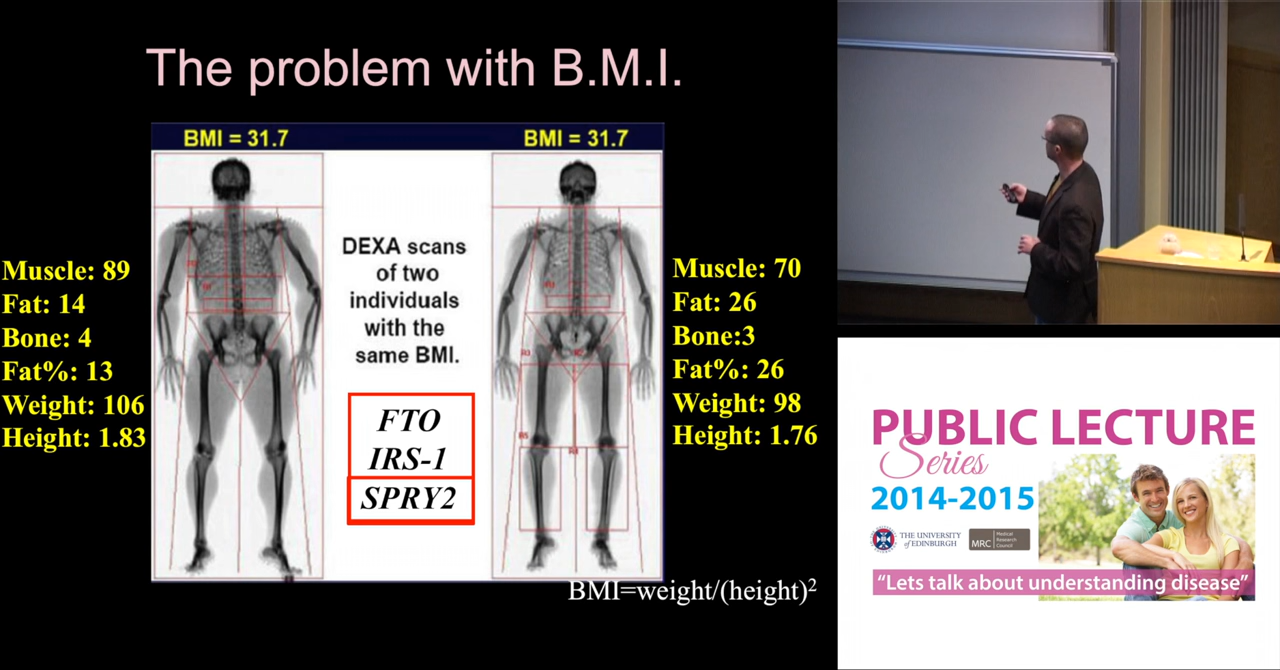 The problem with B.M.I.
BMI = 31.7
BMI = 31.7
Muscle: 89
Fat: 14
Bone: 4
Fat%: 13
Weight: 106
Height: 1.83
DEXA scans
of two
individuals
with the
same BMI.
FTO
IRS-1
SPRY2
Muscle: 70
Fat: 26
Bone:3
Fat%: 26
Weight: 98
Height: 1.76
BMI=weight/(height)²
PUBLIC LECTURE
Series
2014-2015
THE UNIVERSITY
of EDINBURGH
MRC
Medical
Research
Council
“Lets talk about understanding disease”